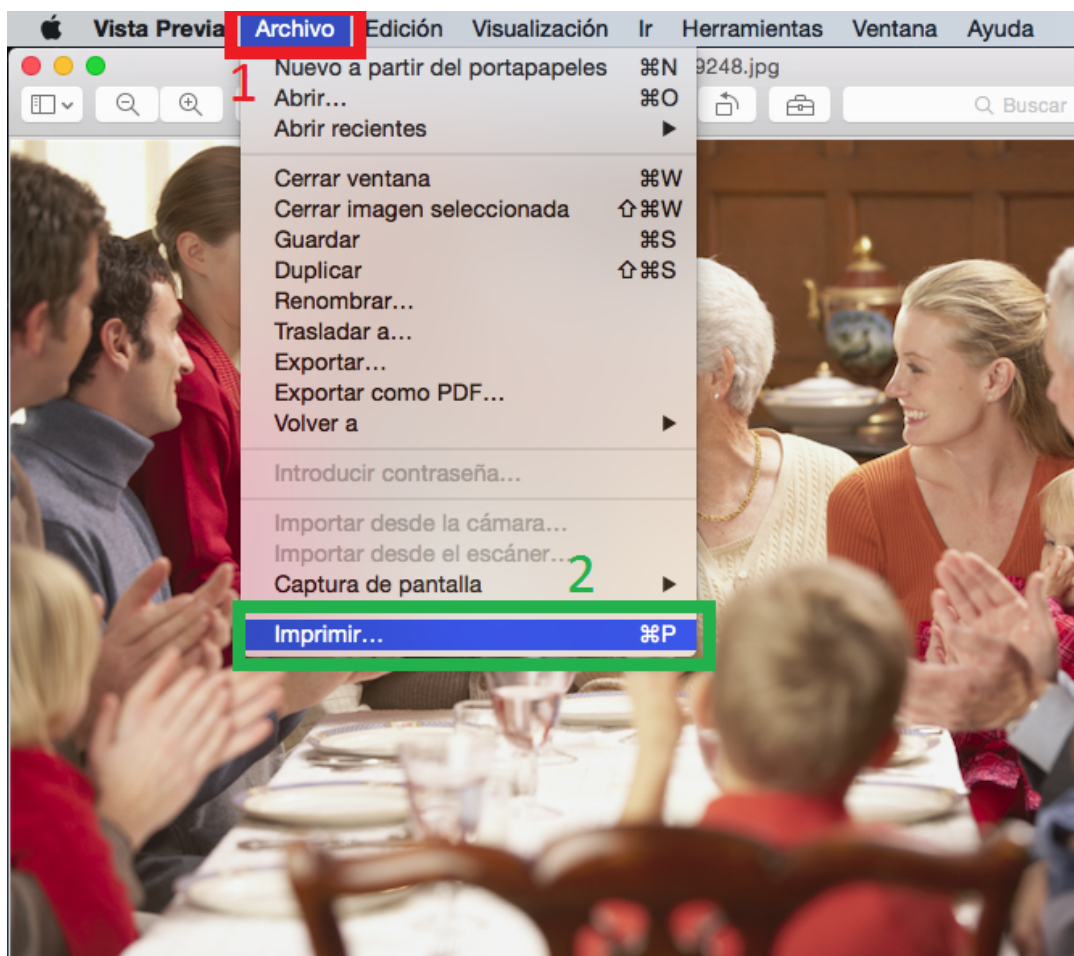 Vista Previa Archivo Edición Visualización Ir Herramientas Ventana Ayuda
9248.jpg
1
Buscar
Nuevo a partir del portapapeles ⌘N
Abrir... ⌘O
Abrir recientes ▶
Cerrar ventana ⌘W
Cerrar imagen seleccionada ⇧⌘W
Guardar ⌘S
Duplicar ⇧⌘S
Renombrar...
Trasladar a...
Exportar...
Exportar como PDF...
Volver a ▶
Introducir contraseña...
Importar desde la cámara...
Importar desde el escáner...
2
Captura de pantalla ▶
Imprimir... ⌘P